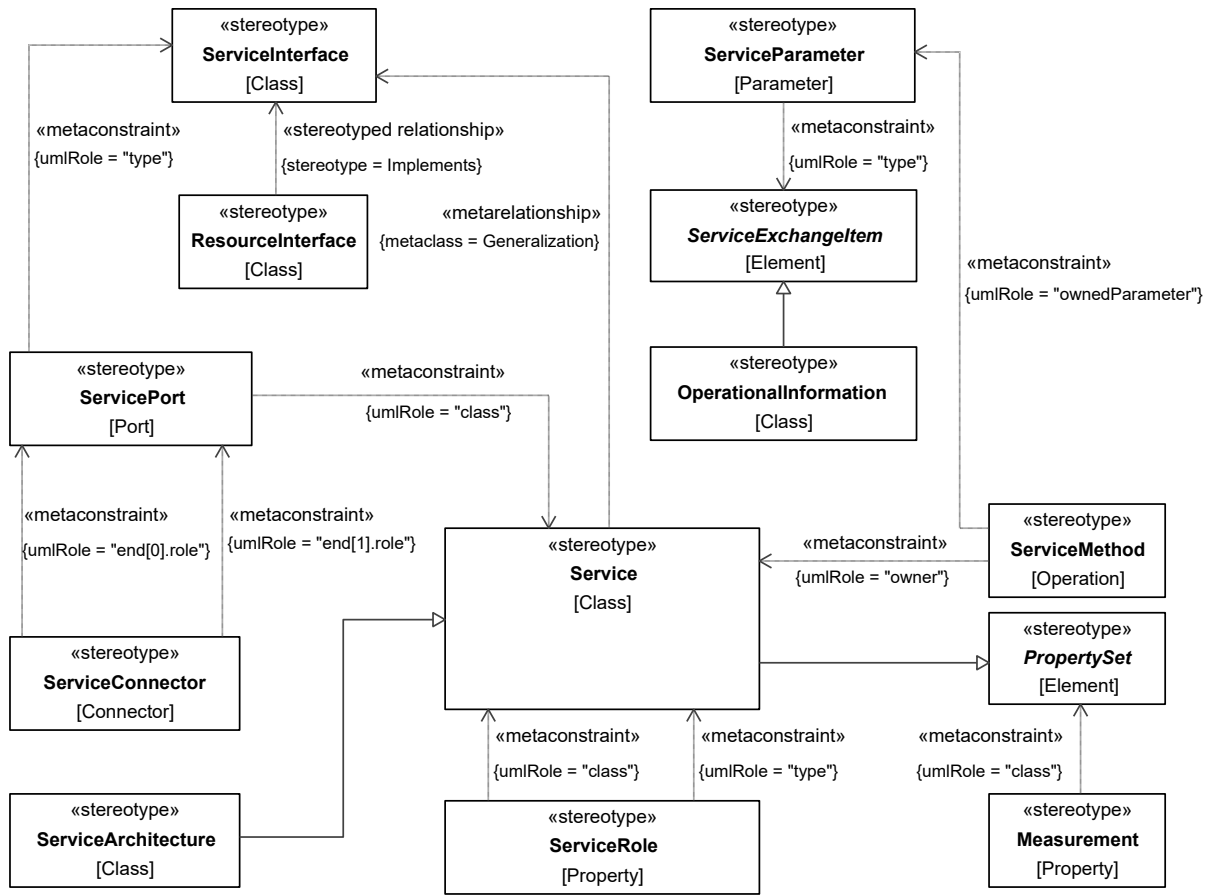 «stereotype»
ServiceInterface
[Class]
«stereotype»
ServiceParameter
[Parameter]
«metaconstraint»
{umlRole = "type"}
«stereotyped relationship»
{stereotype = Implements}
«metaconstraint»
{umlRole = "type"}
«stereotype»
ResourceInterface
[Class]
«metarelationship»
{metaclass = Generalization}
«stereotype»
ServiceExchangeItem
[Element]
«metaconstraint»
{umlRole = "ownedParameter"}
«stereotype»
ServicePort
[Port]
«metaconstraint»
{umlRole = "class"}
«stereotype»
OperationalInformation
[Class]
«metaconstraint»
{umlRole = "end[0].role"}
«metaconstraint»
{umlRole = "end[1].role"}
«stereotype»
Service
[Class]
«metaconstraint»
{umlRole = "owner"}
«stereotype»
ServiceMethod
[Operation]
«stereotype»
ServiceConnector
[Connector]
«stereotype»
PropertySet
[Element]
«metaconstraint»
{umlRole = "class"}
«metaconstraint»
{umlRole = "type"}
«metaconstraint»
{umlRole = "class"}
«stereotype»
ServiceArchitecture
[Class]
«stereotype»
ServiceRole
[Property]
«stereotype»
Measurement
[Property]